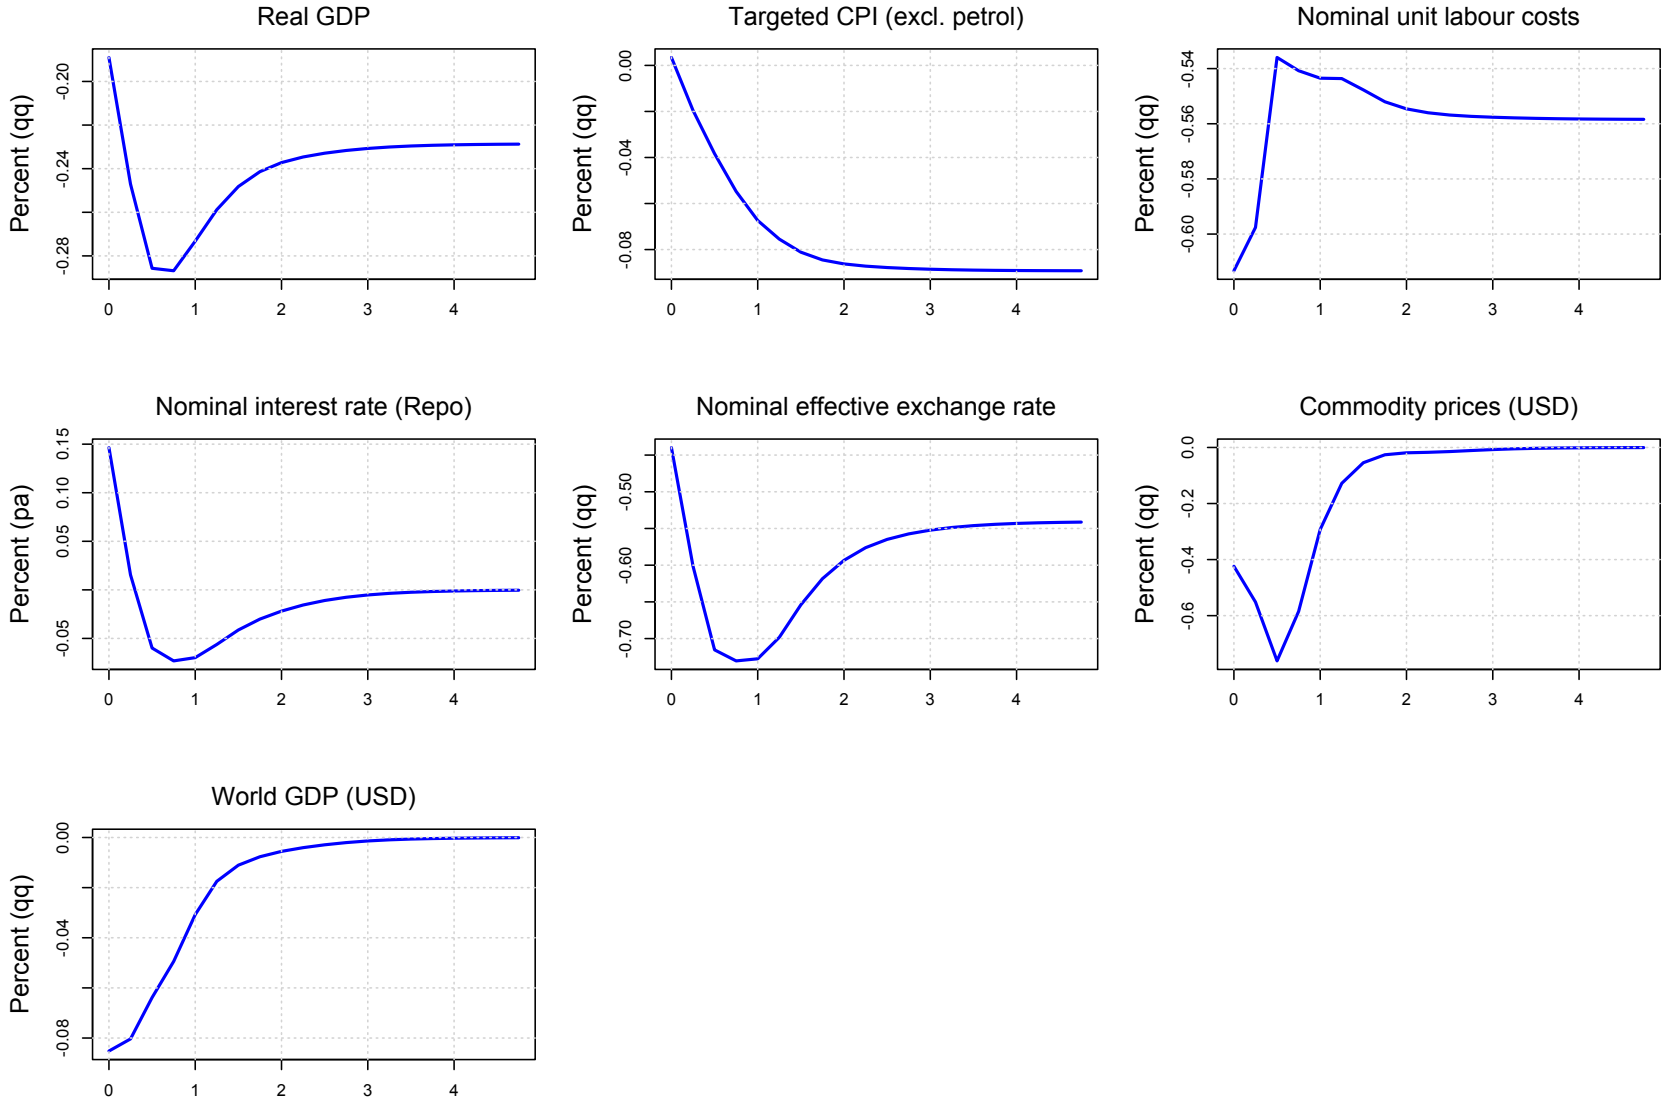 Real GDP
Percent (qq)
-0.20
-0.24
-0.28
0 1 2 3 4
Targeted CPI (excl. petrol)
Percent (qq)
0.00
-0.04
-0.08
0 1 2 3 4
Nominal unit labour costs
Percent (qq)
-0.54
-0.56
-0.58
-0.60
0 1 2 3 4
Nominal interest rate (Repo)
Percent (pa)
0.15
0.10
0.05
-0.05
0 1 2 3 4
Nominal effective exchange rate
Percent (qq)
-0.50
-0.60
-0.70
0 1 2 3 4
Commodity prices (USD)
Percent (qq)
0.0
-0.2
-0.4
-0.6
0 1 2 3 4
World GDP (USD)
Percent (qq)
0.00
-0.04
-0.08
0 1 2 3 4